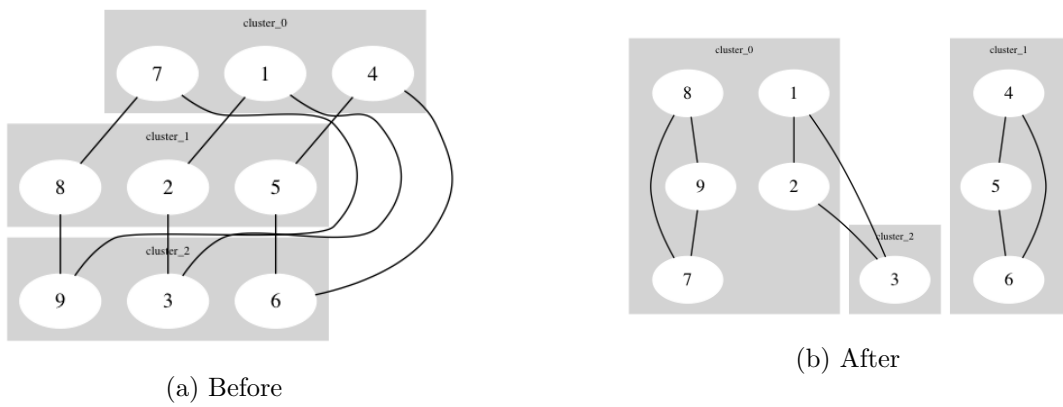 cluster_0
7 1 4
cluster_1
8 2 5
cluster_2
9 3 6
(a) Before
cluster_0 cluster_1
8 1 4
9 2 5
cluster_2
7 3 6
(b) After